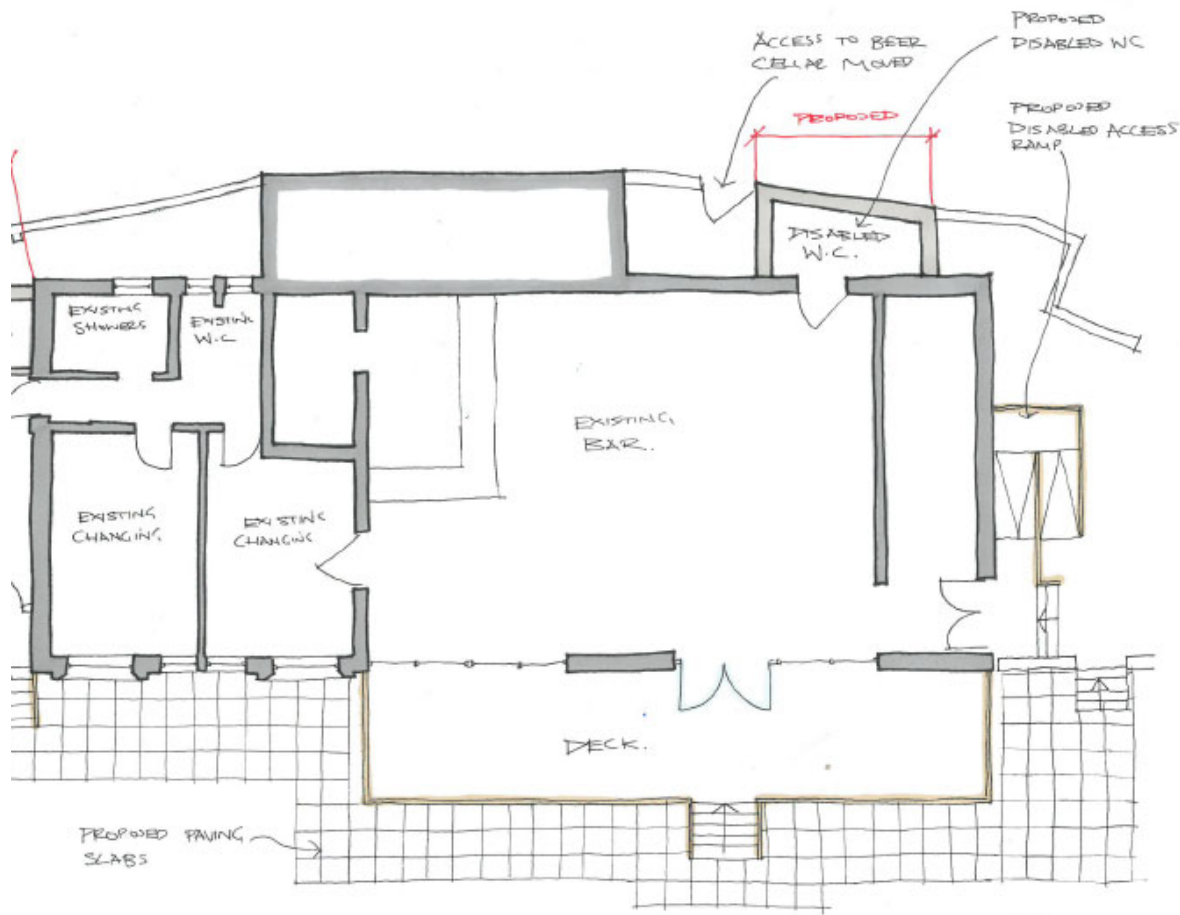 PROPOSED
DISABLED WC
ACCESS TO BEER
CELLAR MOVED
PROPOSED
PROPOSED
DISABLED ACCESS
RAMP
DISABLED
W.C.
EXISTING
SHOWERS
EXISTING
W.C
EXISTING
BAR.
EXISTING
CHANGING
EXISTING
CHANGING
DECK.
PROPOSED PAVING
SLABS